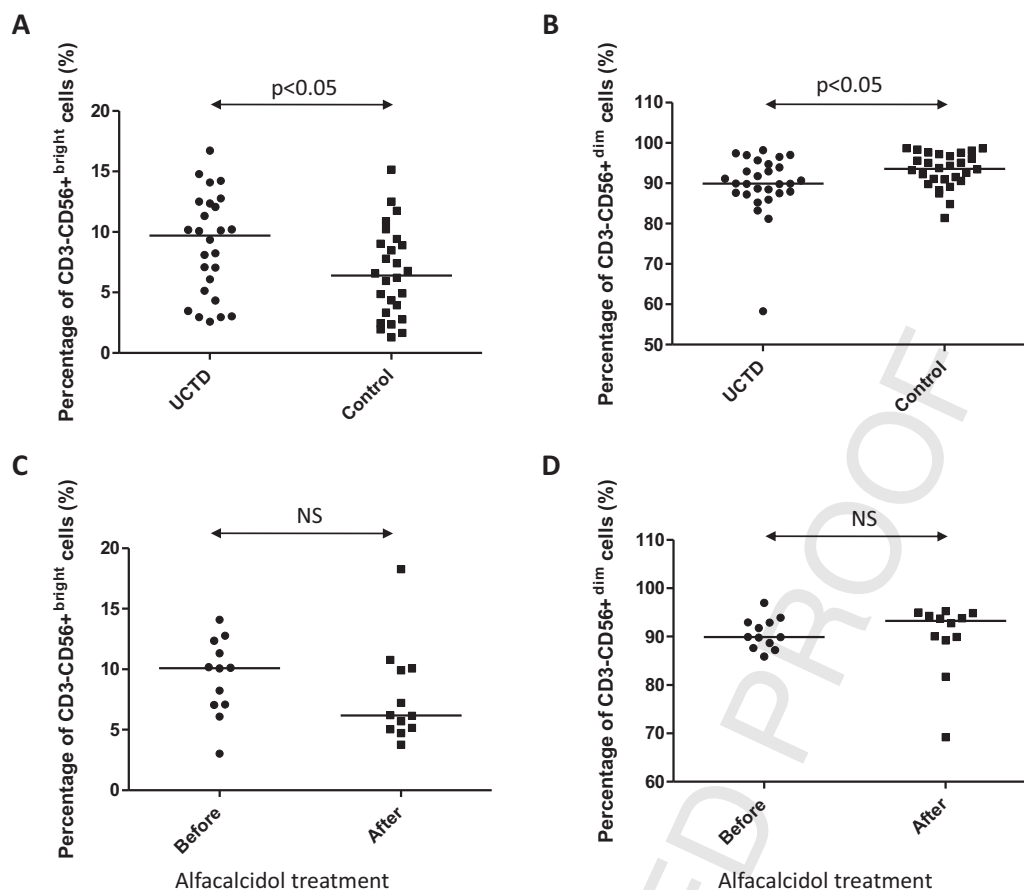 A
Percentage of CD3-CD56+bright cells (%)
p<0.05
20
15
10
5
0
UCTD
Control
B
Percentage of CD3-CD56+dim cells (%)
p<0.05
110
100
90
80
70
60
50
UCTD
Control
C
Percentage of CD3-CD56+bright cells (%)
NS
20
15
10
5
0
Before
After
Alfacalcidol treatment
D
Percentage of CD3-CD56+dim cells (%)
NS
110
100
90
80
70
60
Before
After
Alfacalcidol treatment
ED PROOF